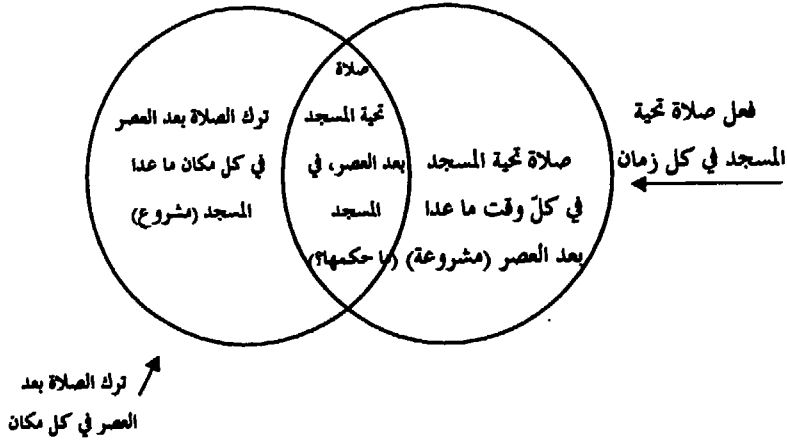 فعل صلاة تحية
المسجد في كل زمان
صلاة تحية المسجد
في كلّ وقت ما عدا
بعد العصر (مشروعة)
صلاة
تحية المسجد
بعد العصر، في
المسجد
(ما حكمها؟)
ترك الصلاة بعد العصر
في كل مكان ما عدا
المسجد (مشروع)
ترك الصلاة بعد
العصر في كل مكان